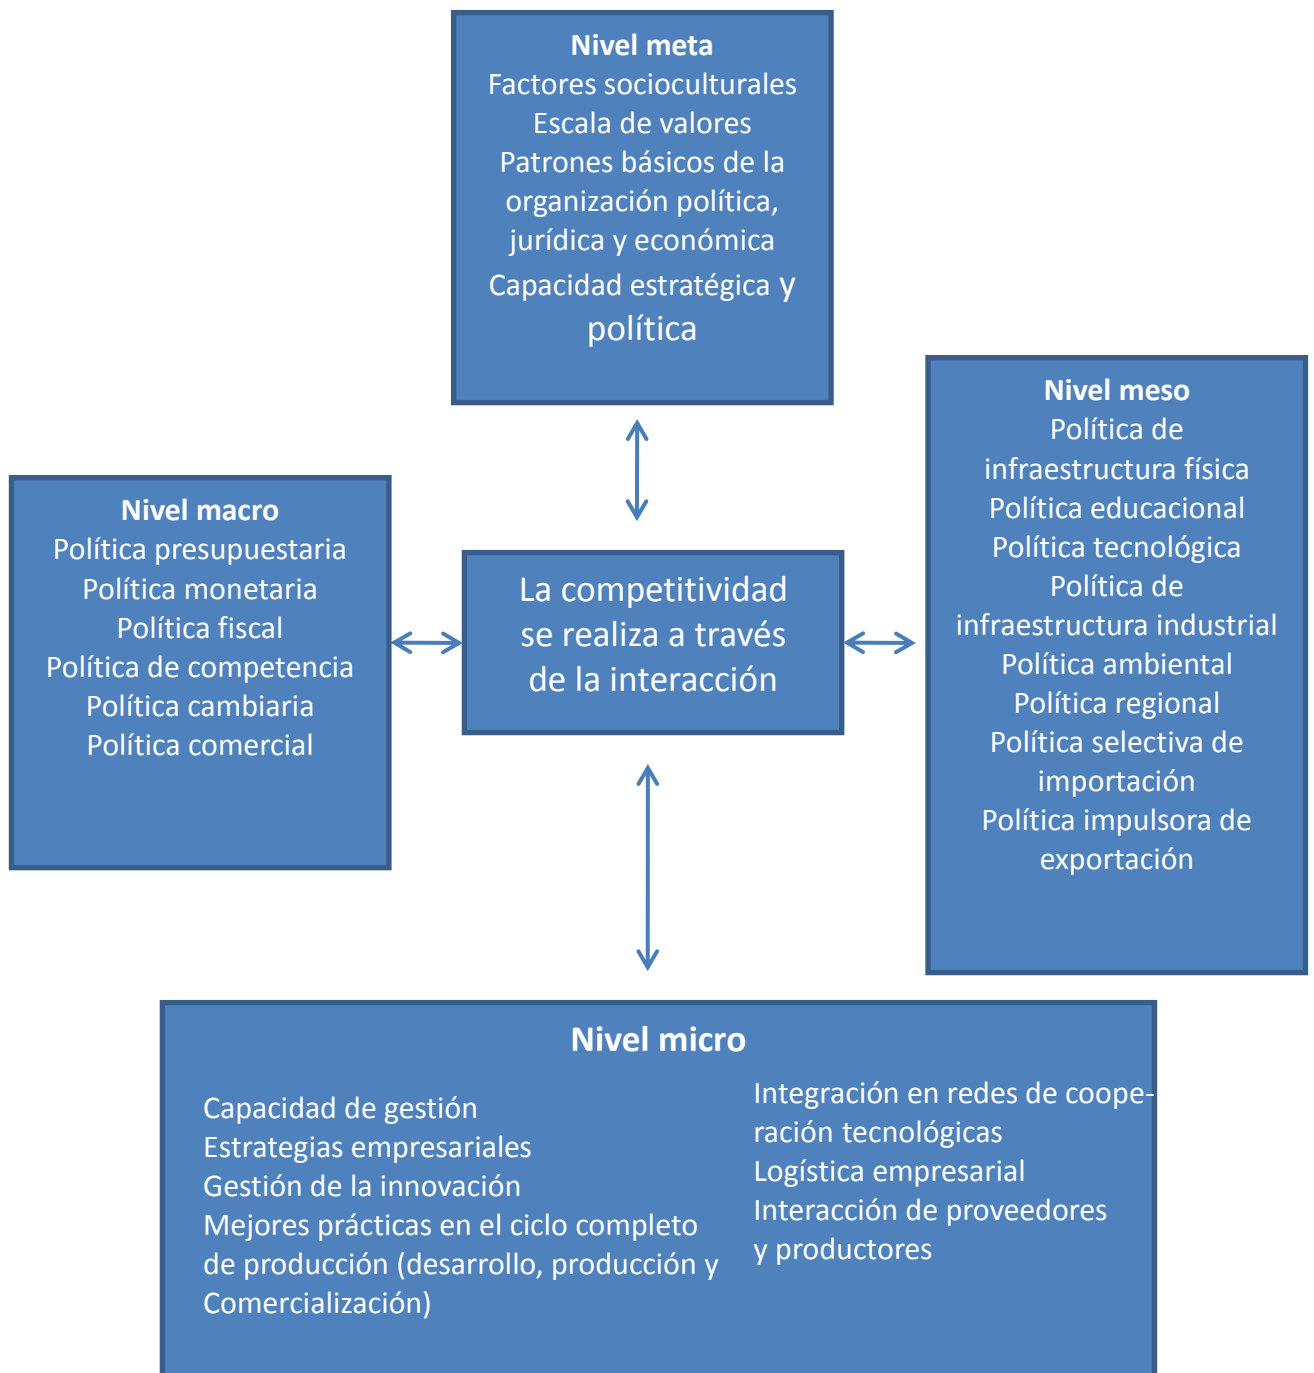 Nivel meta
Factores socioculturales
Escala de valores
Patrones básicos de la
organización política,
jurídica y económica
Capacidad estratégica y
política
Nivel macro
Política presupuestaria
Política monetaria
Política fiscal
Política de competencia
Política cambiaria
Política comercial
La competitividad
se realiza a través
de la interacción
Nivel meso
Política de
infraestructura física
Política educacional
Política tecnológica
Política de
infraestructura industrial
Política ambiental
Política regional
Política selectiva de
importación
Política impulsora de
exportación
Nivel micro
Capacidad de gestión
Estrategias empresariales
Gestión de la innovación
Mejores prácticas en el ciclo completo
de producción (desarrollo, producción y
Comercialización)
Integración en redes de coope-
ración tecnológicas
Logística empresarial
Interacción de proveedores
y productores